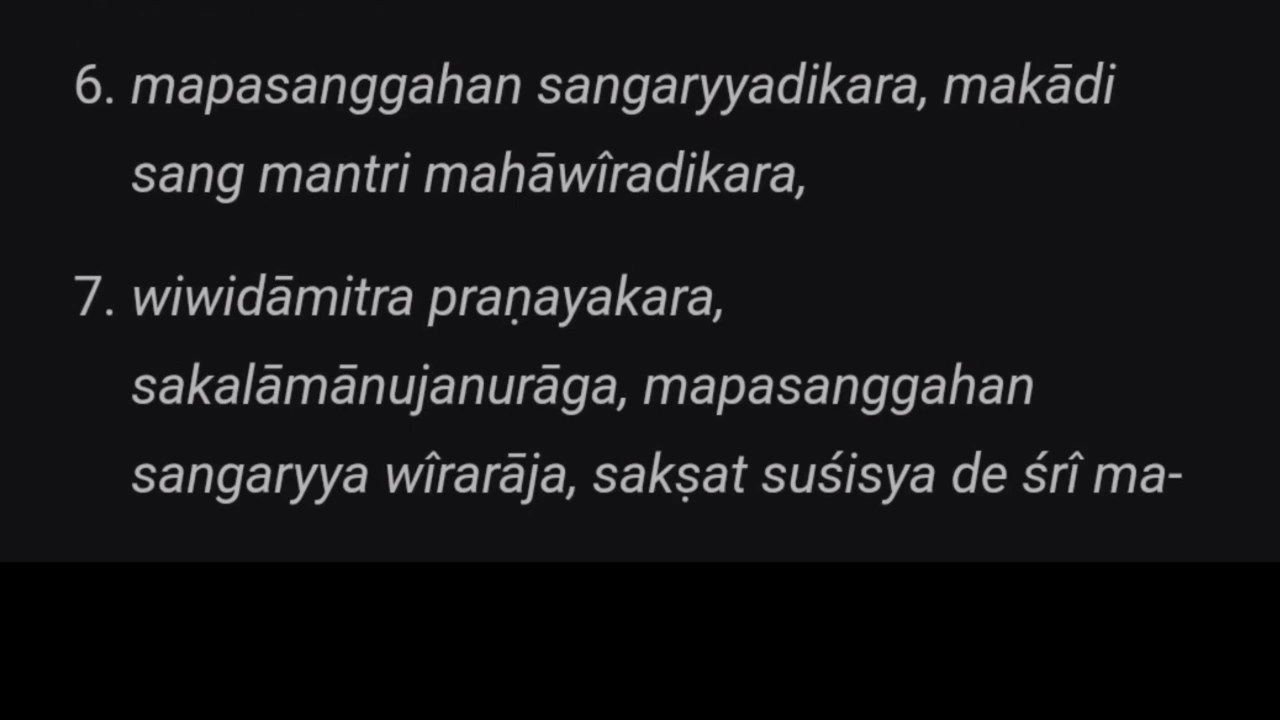 6. mapasanggahan sangaryyadikara, makādi
sang mantri mahāwîradikara,
7. wiwidāmitra praṇayakara,
sakalāmānujanurāga, mapasanggahan
sangaryya wîrarāja, sakṣat suśisya de śrî ma-